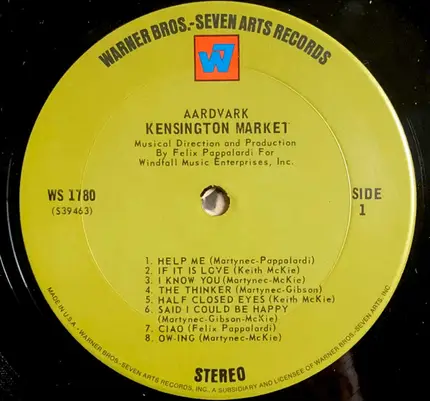 WARNER BROS.-SEVEN ARTS RECORDS
W7
AARDVARK
KENSINGTON MARKET
Musical Direction and Production
By Felix Pappalardi For
Windfall Music Enterprises, Inc.
WS 1780
(S39463)
SIDE
1
1. HELP ME (Martynec-Pappalardi)
2. IF IT IS LOVE (Keith McKie)
3. I KNOW YOU (Martynec-McKie)
4. THE THINKER (Martynec-Gibson)
5. HALF CLOSED EYES (Keith McKie)
6. SAID I COULD BE HAPPY
(Martynec-Gibson-McKie)
7. CIAO (Felix Pappalardi)
8. OW-ING (Martynec-McKie)
STEREO
MADE IN U.S.A. • WARNER BROS.-SEVEN ARTS RECORDS, INC., A SUBSIDIARY AND LICENSEE OF WARNER BROS.-SEVEN ARTS, INC.